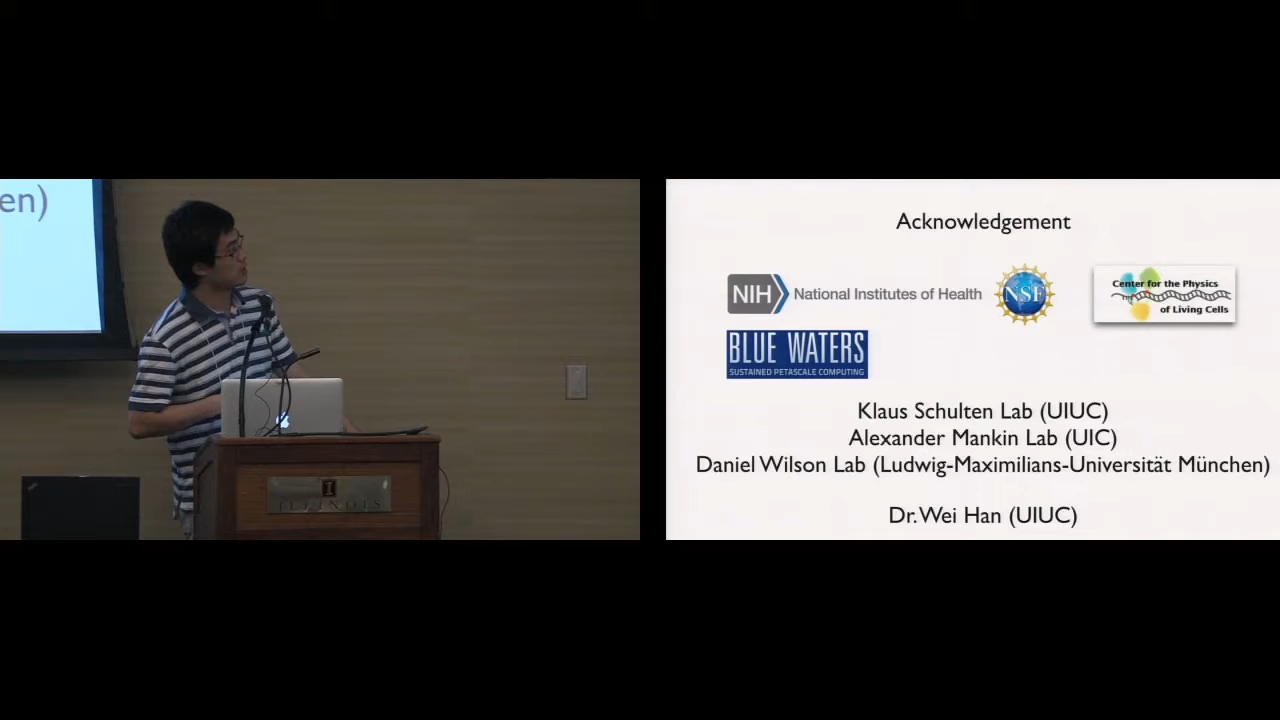 en)
ILLINOIS
Acknowledgement
NIH National Institutes of Health
NSF
Center for the Physics
of Living Cells
BLUE WATERS
SUSTAINED PETASCALE COMPUTING
Klaus Schulten Lab (UIUC)
Alexander Mankin Lab (UIC)
Daniel Wilson Lab (Ludwig-Maximilians-Universität München)
Dr. Wei Han (UIUC)